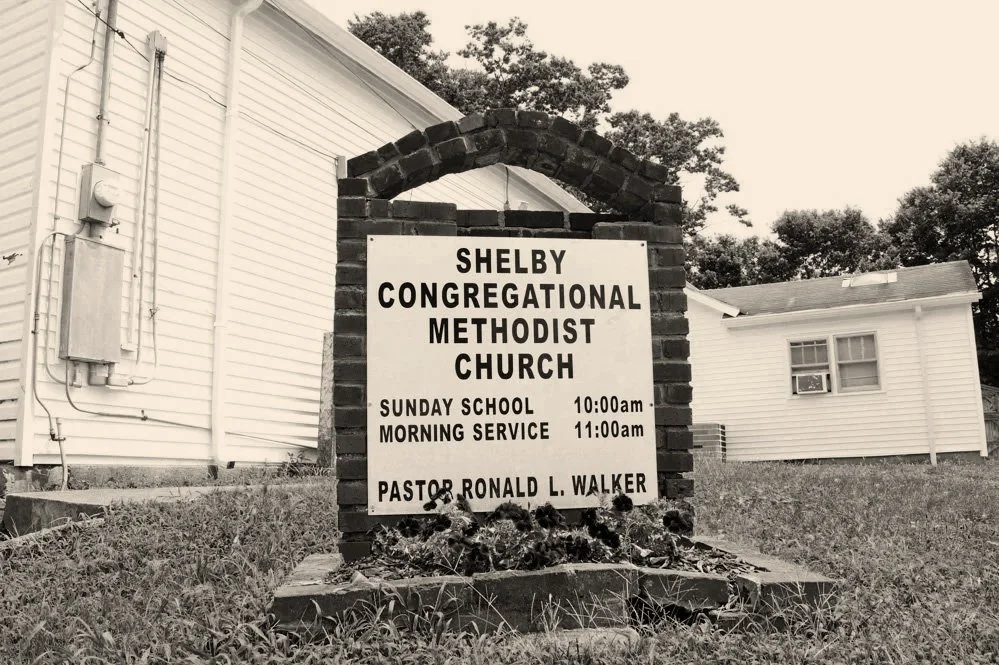 SHELBY
CONGREGATIONAL
METHODIST
CHURCH
SUNDAY SCHOOL 10:00am
MORNING SERVICE 11:00am
PASTOR RONALD L. WALKER